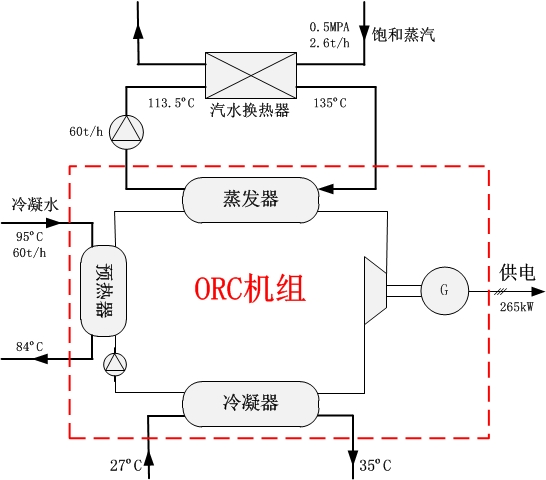 0.5MPA
2.6t/h
饱和蒸汽
113.5°C
汽水换热器
135°C
60t/h
蒸发器
冷凝水
95°C
60t/h
预热器
ORC机组
G
供电
265kW
84°C
冷凝器
27°C
35°C